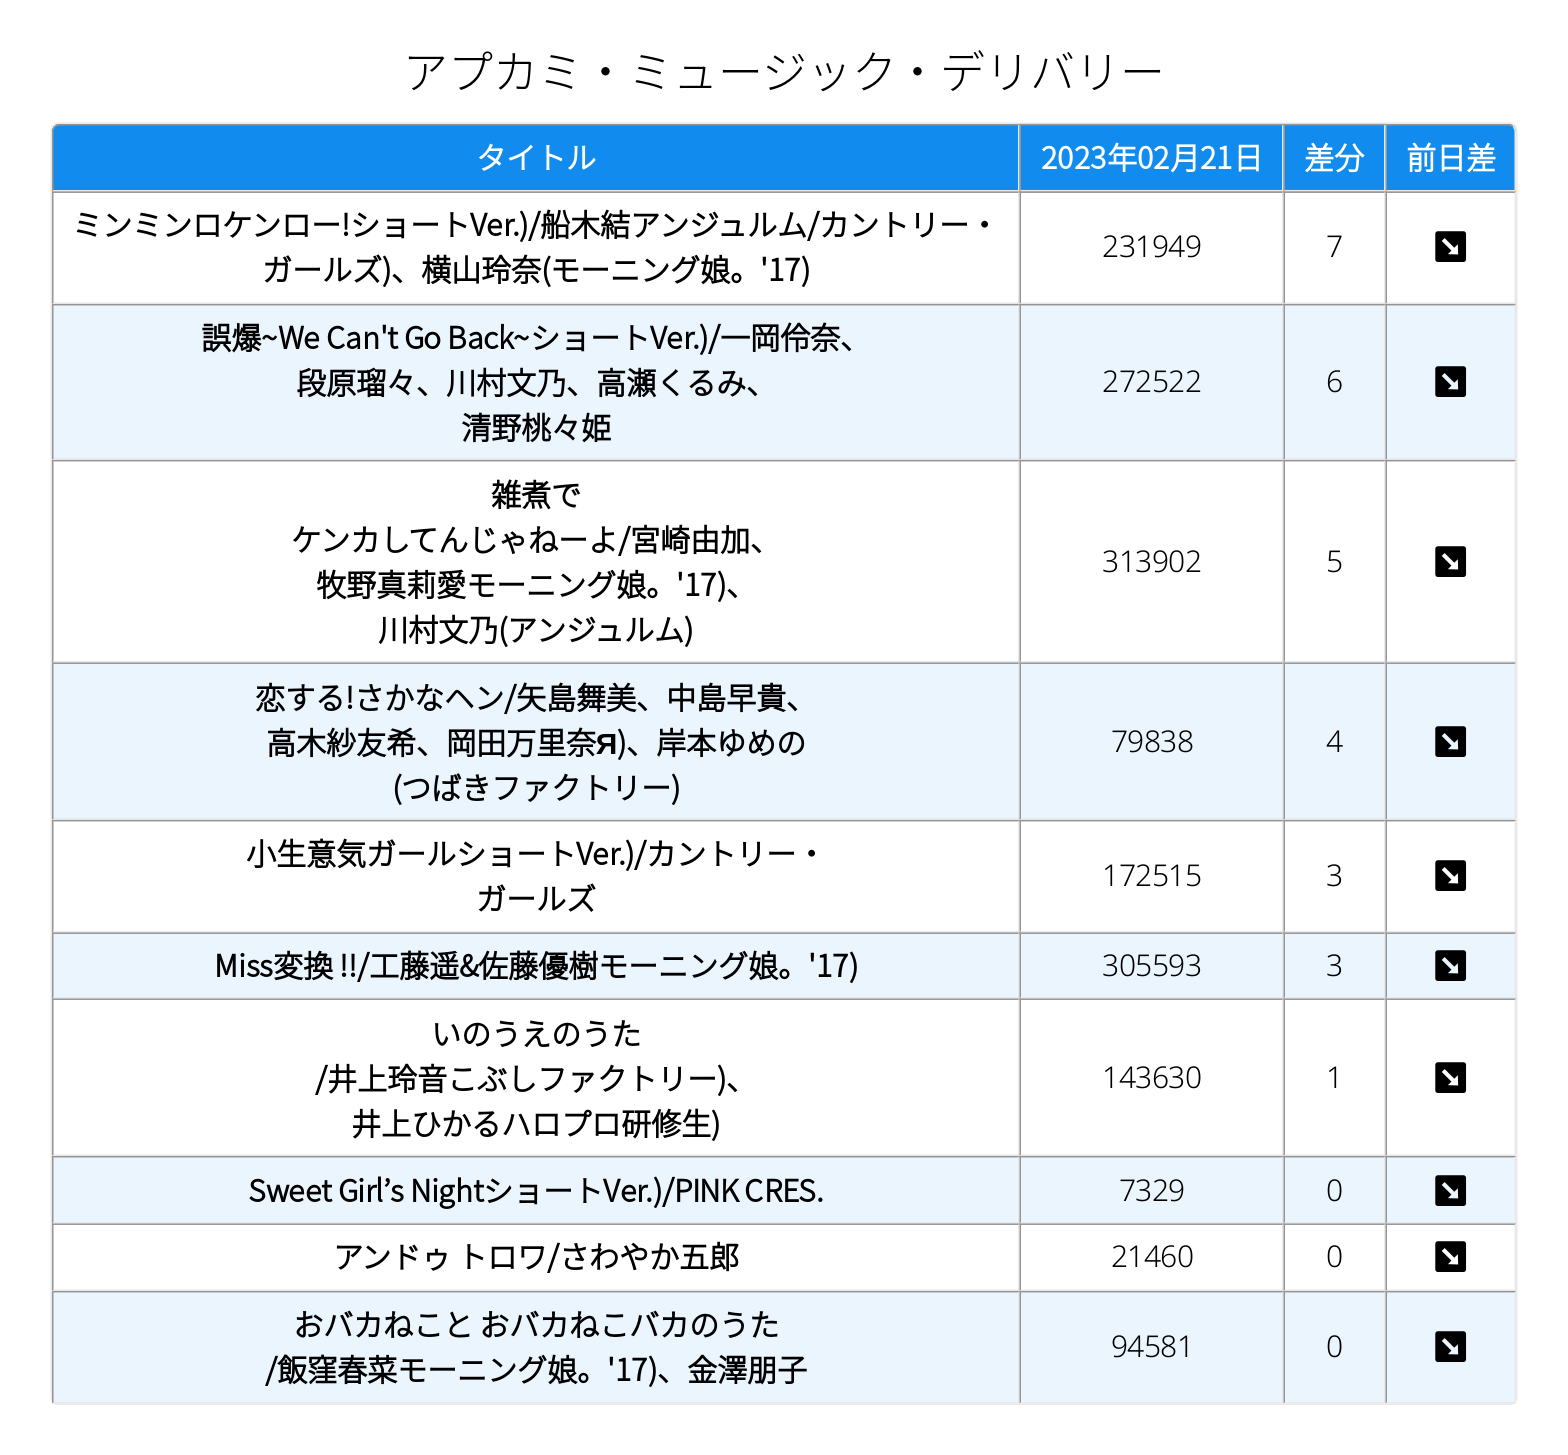 アプカミ・ミュージック・デリバリー
タイトル 2023年02月21日 差分 前日差
ミンミンロケンロー!ショートVer.)/船木結アンジュルム/カントリー・
ガールズ)、横山玲奈(モーニング娘。'17) 231949 7
誤爆~We Can't Go Back~ショートVer.)/一岡伶奈、
段原瑠々、川村文乃、高瀬くるみ、 272522 6
清野桃々姫
雑煮で
ケンカしてんじゃねーよ/宮崎由加、 313902 5
牧野真莉愛モーニング娘。'17)、
川村文乃(アンジュルム)
恋する!さかなヘン/矢島舞美、中島早貴、
高木紗友希、岡田万里奈Я)、岸本ゆめの 79838 4
(つばきファクトリー)
小生意気ガールショートVer.)/カントリー・
ガールズ 172515 3
Miss変換 !!/工藤遥&佐藤優樹モーニング娘。'17) 305593 3
いのうえのうた
/井上玲音こぶしファクトリー)、 143630 1
井上ひかるハロプロ研修生)
Sweet Girl’s NightショートVer.)/PINK CRES. 7329 0
アンドゥ トロワ/さわやか五郎 21460 0
おバカねこと おバカねこバカのうた
/飯窪春菜モーニング娘。'17)、金澤朋子 94581 0